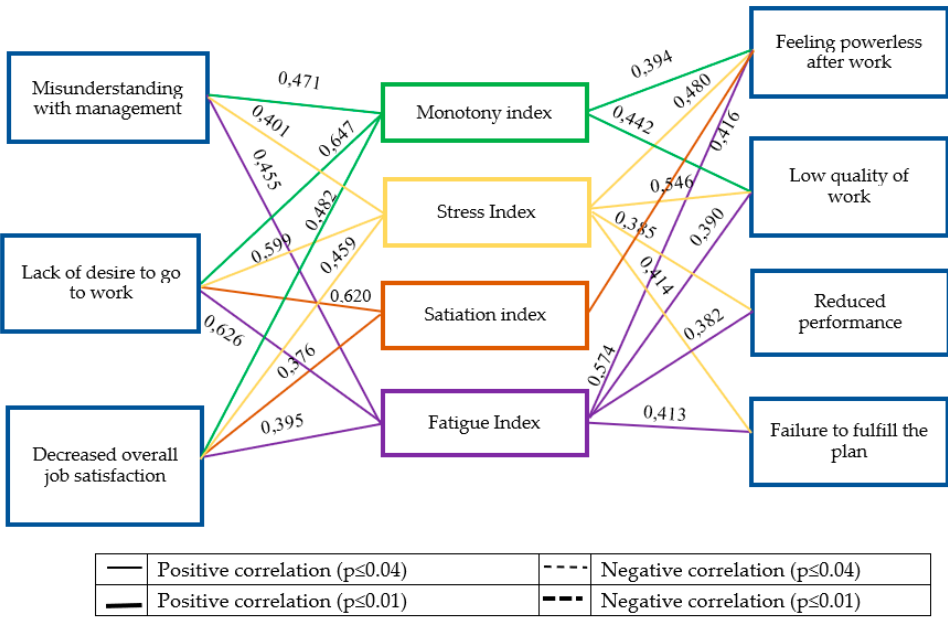 Misunderstanding
with management
Lack of desire to go
to work
Decreased overall
job satisfaction
0,471
0,401
0,647
0,455
0,482
0,599
0,459
0.620
0,626
0,376
0,395
Monotony index
Stress Index
Satiation index
Fatigue Index
0,394
0,480
0,442
0,416
0,546
0,390
0,385
0,414
0,382
0,574
0,413
Feeling powerless
after work
Low quality of
work
Reduced
performance
Failure to fulfill the
plan
Positive correlation (p≤0.04)
Negative correlation (p≤0.04)
Positive correlation (p≤0.01)
Negative correlation (p≤0.01)